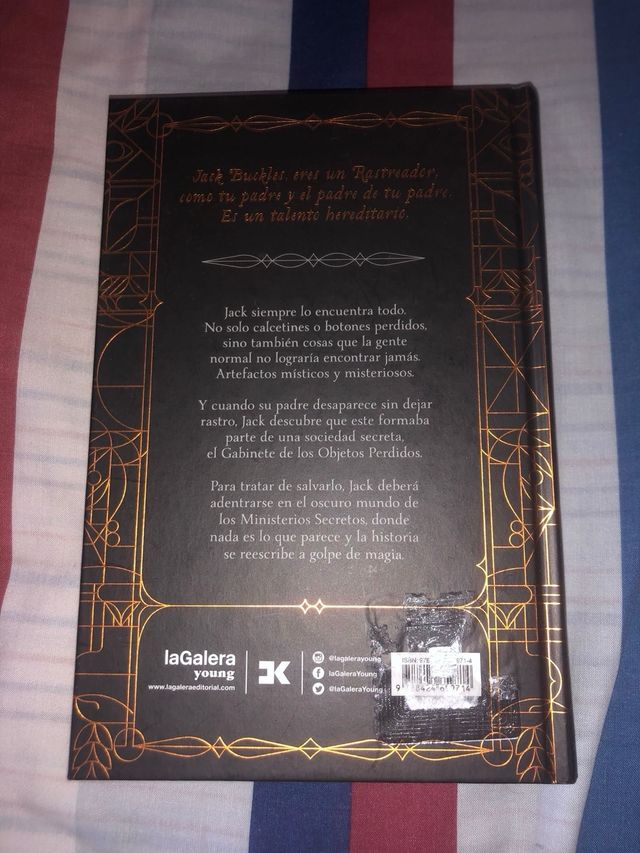 Jack Buckles, eres un Rastreador,
como tu padre y el padre de tu padre.
Es un talento hereditario.
Jack siempre lo encuentra todo.
No solo calcetines o botones perdidos,
sino también cosas que la gente
normal no lograría encontrar jamás.
Artefactos místicos y misteriosos.
Y cuando su padre desaparece sin dejar
rastro, Jack descubre que este formaba
parte de una sociedad secreta,
el Gabinete de los Objetos Perdidos.
Para tratar de salvarlo, Jack deberá
adentrarse en el oscuro mundo de
los Ministerios Secretos, donde
nada es lo que parece y la historia
se reescribe a golpe de magia.
laGalera
young
www.lagaleraeditorial.com
@lagalerayoung
laGaleraYoung
@laGaleraYoung